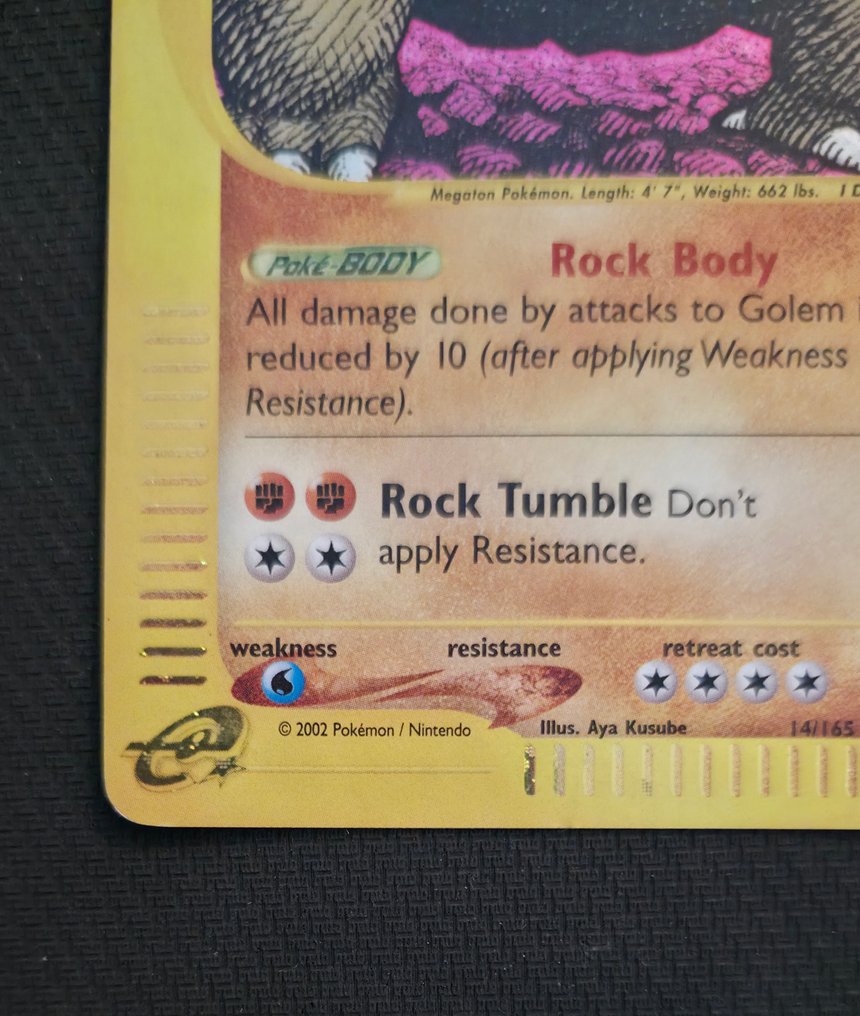 Megaton Pokémon. Length: 4' 7", Weight: 662 lbs.
Poké-BODY Rock Body
All damage done by attacks to Golem
reduced by 10 (after applying Weakness
Resistance).
Rock Tumble Don't
apply Resistance.
weakness resistance retreat cost
© 2002 Pokémon / Nintendo Illus. Aya Kusube 14/165